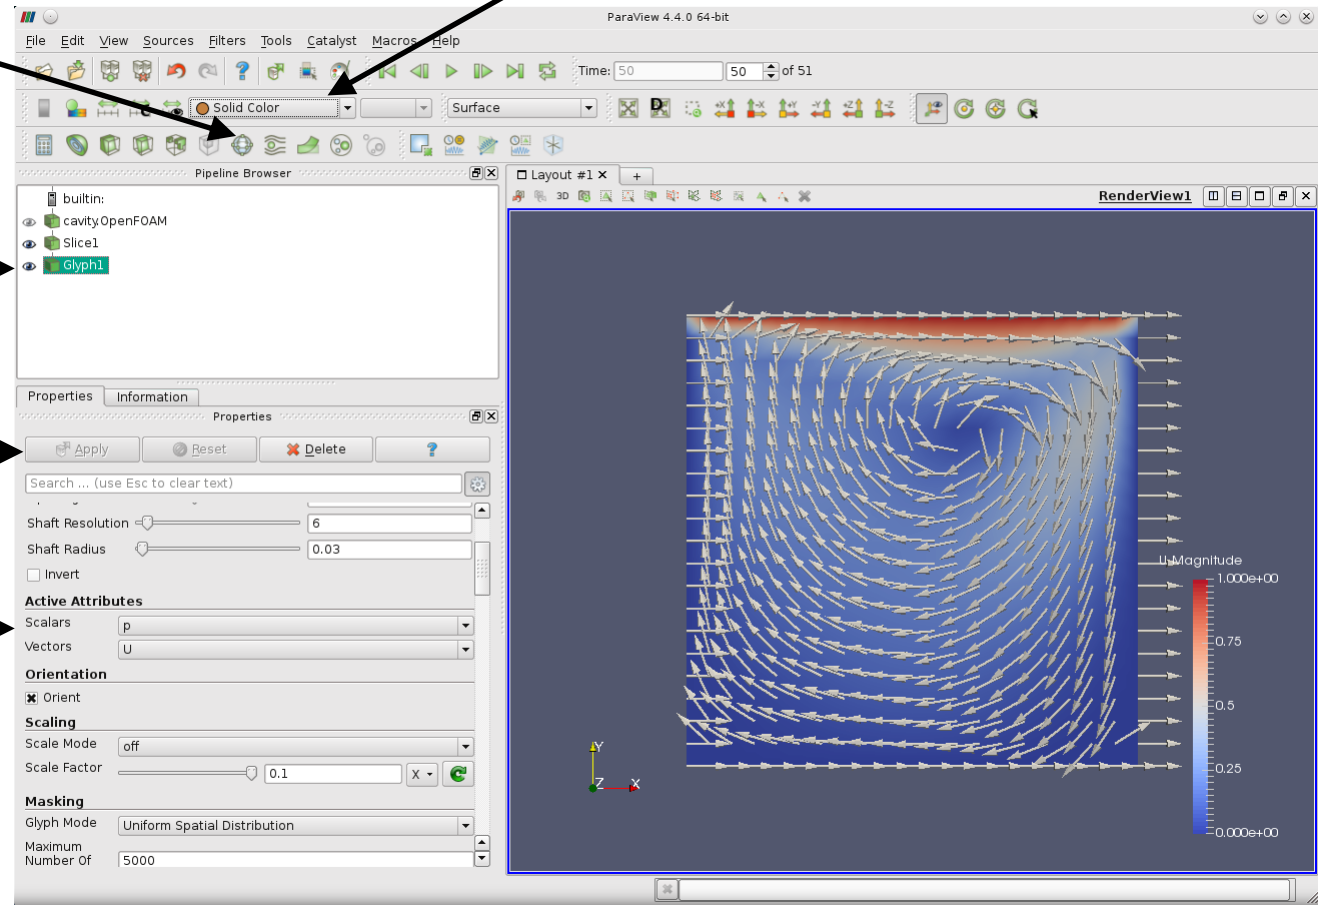 ParaView 4.4.0 64-bit
File Edit View Sources Filters Tools Catalyst Macros Help
Time: 50 50 of 51
Solid Color Surface
Pipeline Browser
builtin:
cavity.OpenFOAM
Slice1
Glyph1
Properties Information
Properties
Apply Reset Delete ?
Search ... (use Esc to clear text)
Shaft Resolution 6
Shaft Radius 0.03
Invert
Active Attributes
Scalars p
Vectors U
Orientation
Orient
Scaling
Scale Mode off
Scale Factor 0.1 X
Masking
Glyph Mode Uniform Spatial Distribution
Maximum
Number Of 5000
Layout #1 +
3D RenderView1
U Magnitude
1.000e+00
0.75
0.5
0.25
0.000e+00
Y
Z X